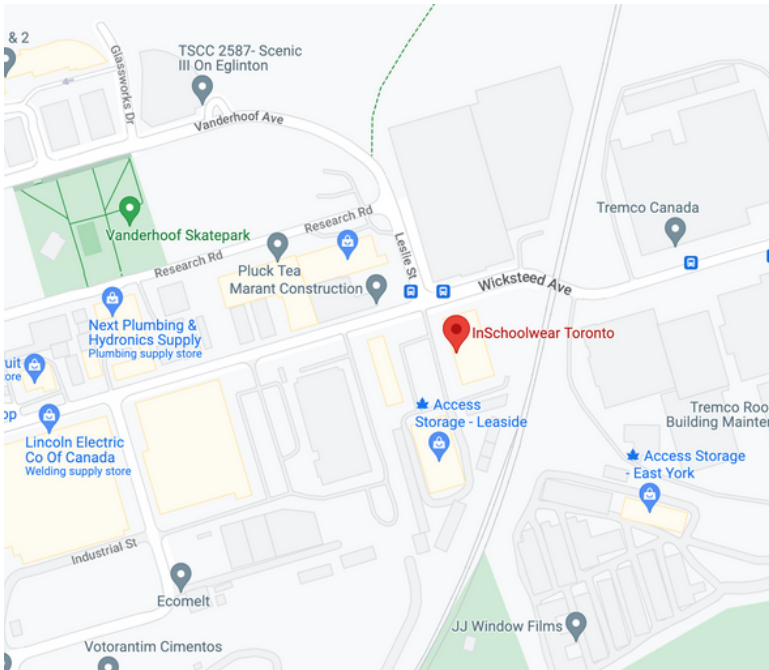 & 2
Glassworks Dr
TSCC 2587- Scenic
III On Eglinton
Vanderhoof Ave
Tremco Canada
Research Rd
Vanderhoof Skatepark
Leslie St
Research Rd
Pluck Tea
Marant Construction
Wicksteed Ave
Next Plumbing &
Hydronics Supply
Plumbing supply store
InSchoolwear Toronto
ruit
ore
op
Access
Storage - Leaside
Tremco Roo
Building Mainter
Lincoln Electric
Co Of Canada
Welding supply store
Access Storage
- East York
Industrial St
Ecomelt
JJ Window Films
Votorantim Cimentos